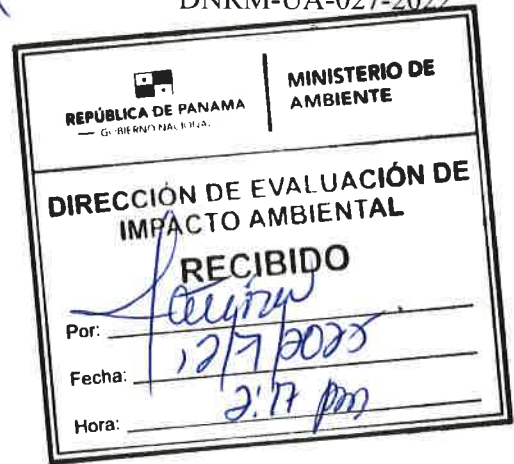 DNRM-UA-027-2022
REPÚBLICA DE PANAMA
— GOBIERNO NACIONAL —
MINISTERIO DE
AMBIENTE
DIRECCIÓN DE EVALUACIÓN DE
IMPACTO AMBIENTAL
RECIBIDO
Por:
Fecha: 12/7/2022
Hora: 2:17 pm